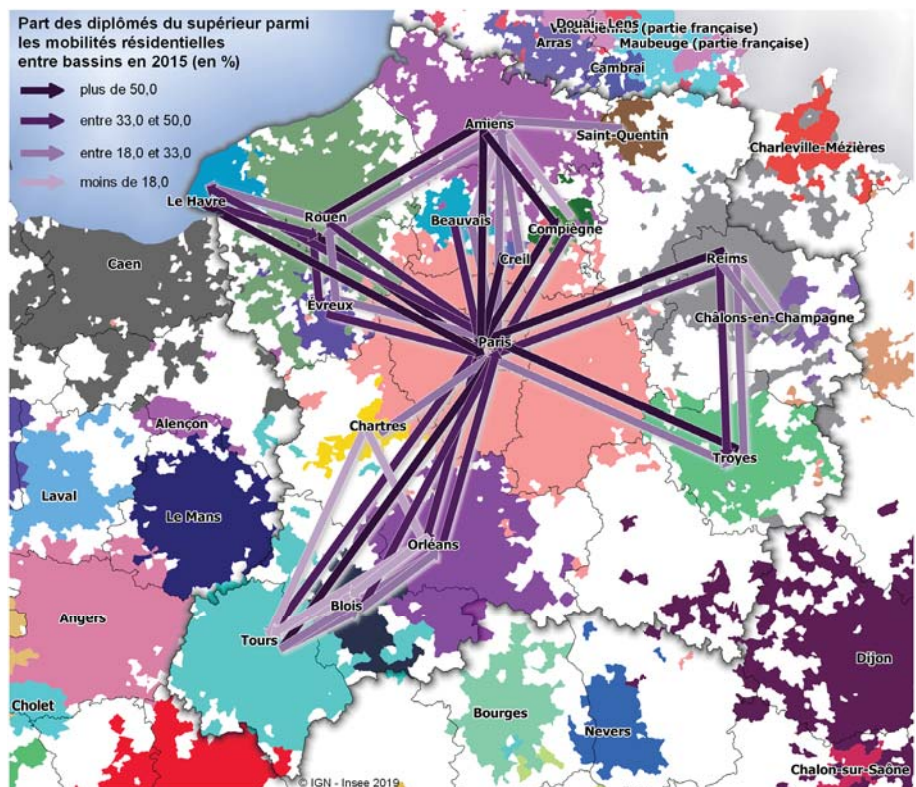 Part des diplômés du supérieur parmi
les mobilités résidentielles
entre bassins en 2015 (en %)
plus de 50,0
entre 33,0 et 50,0
entre 18,0 et 33,0
moins de 18,0
Douai - Lens
Valenciennes (partie française)
Arras
Maubeuge (partie française)
Cambrai
Amiens
Saint-Quentin
Charleville-Mézières
Le Havre
Rouen
Beauvais
Compiègne
Caen
Creil
Reims
Évreux
Châlons-en-Champagne
Paris
Alençon
Chartres
Troyes
Laval
Le Mans
Orléans
Angers
Blois
Tours
Dijon
Cholet
Bourges
Nevers
Chalon-sur-Saône
© IGN - Insee 2019